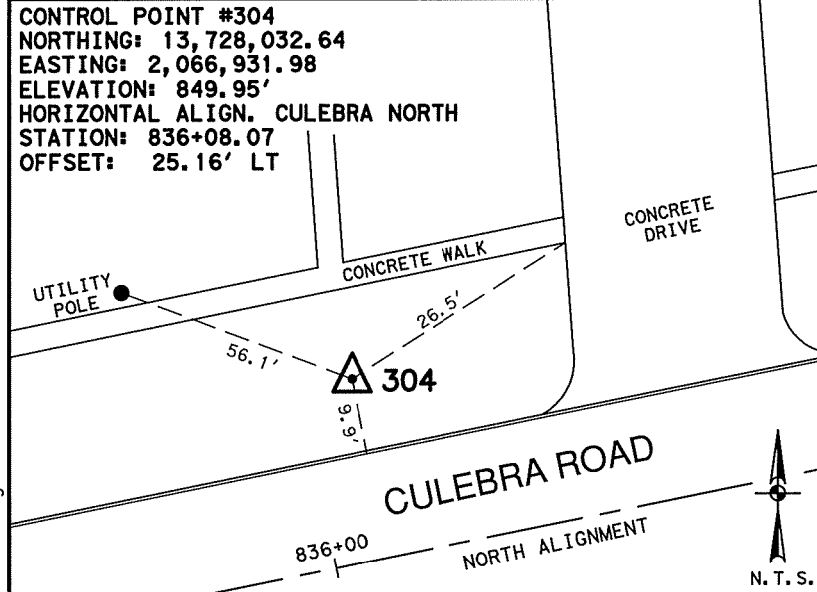 CONTROL POINT #304
NORTHING: 13,728,032.64
EASTING: 2,066,931.98
ELEVATION: 849.95'
HORIZONTAL ALIGN. CULEBRA NORTH
STATION: 836+08.07
OFFSET: 25.16' LT
CONCRETE
DRIVE
CONCRETE WALK
UTILITY
POLE
26.5'
56.1'
304
9.9'
CULEBRA ROAD
836+00
NORTH ALIGNMENT
N.T.S.